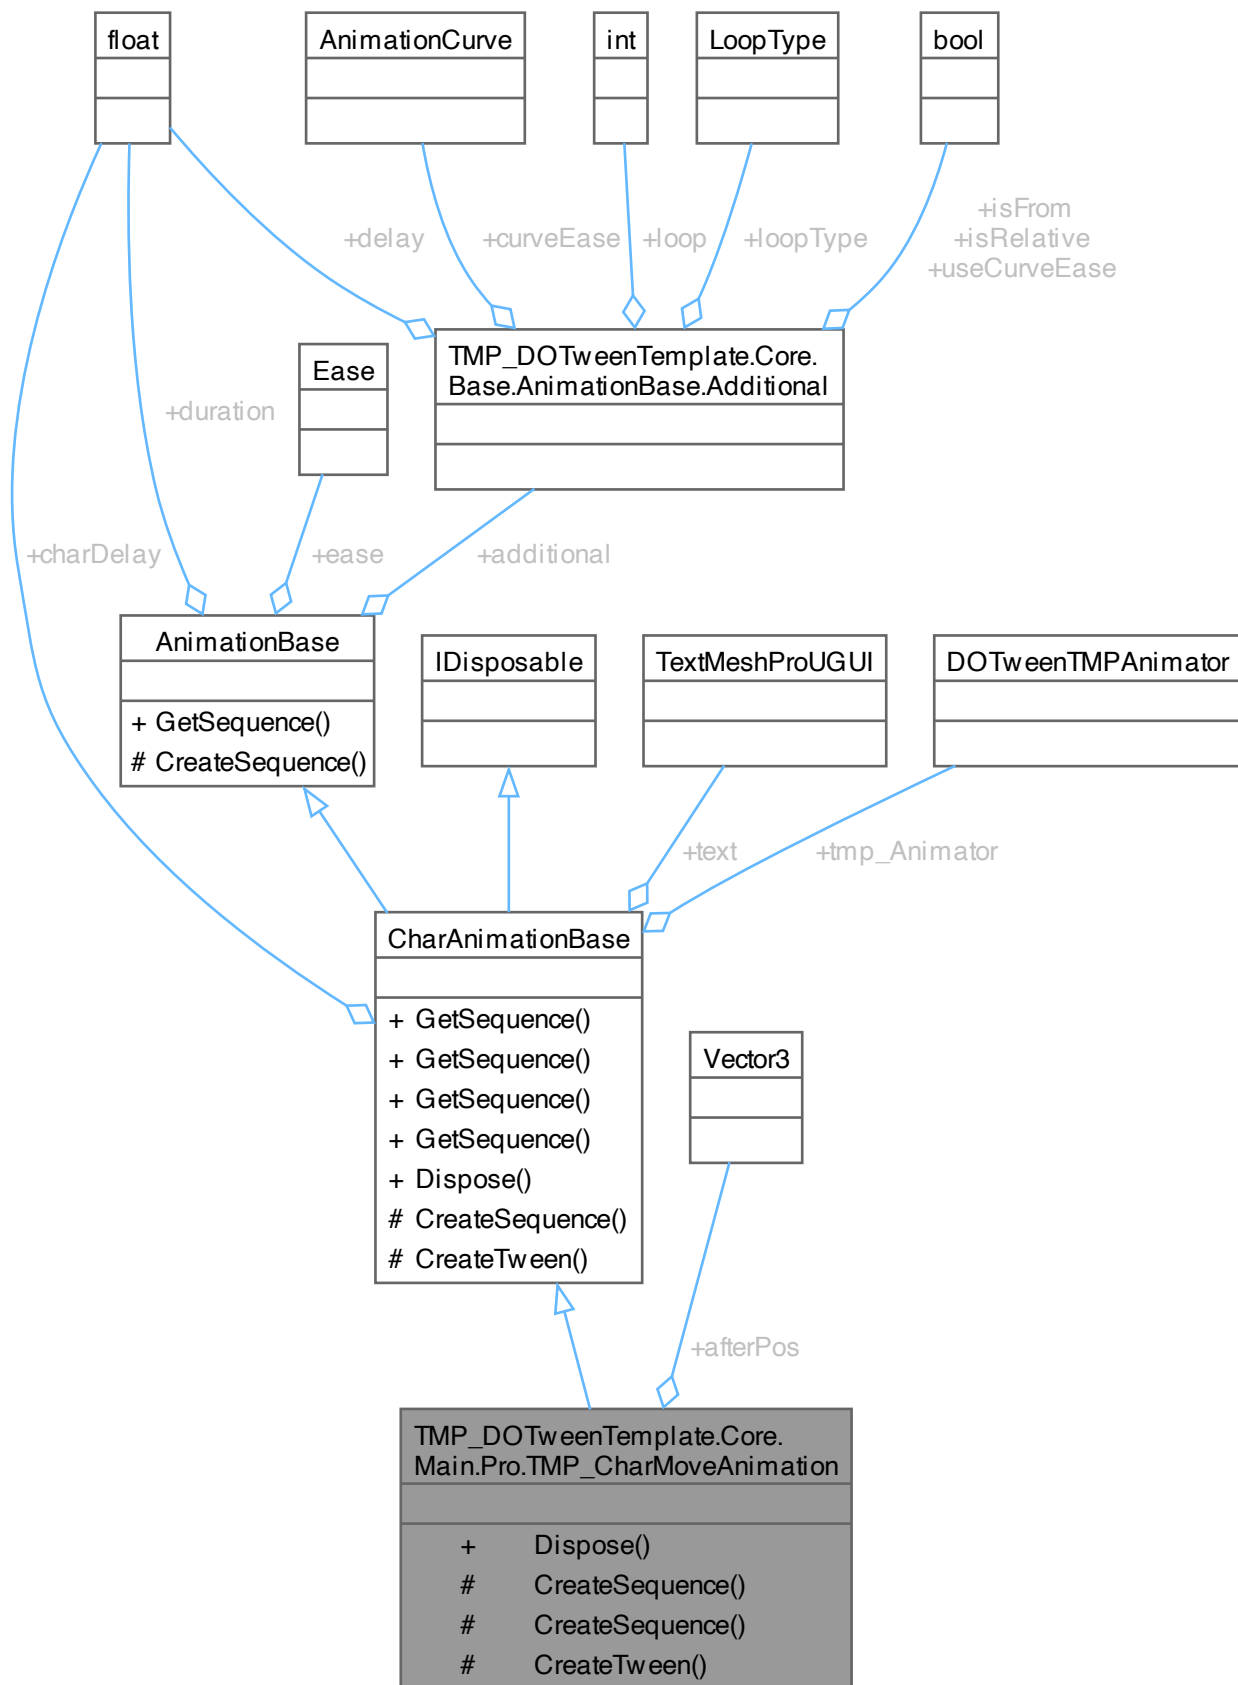 float
AnimationCurve
int
LoopType
bool
+isFrom
+isRelative
+useCurveEase
+delay
+curveEase
+loop
+loopType
TMP_DOTweenTemplate.Core.
Base.AnimationBase.Additional
Ease
+duration
+charDelay
+ease
+additional
AnimationBase
+ GetSequence()
# CreateSequence()
IDisposable
TextMeshProUGUI
DOTweenTMPAnimator
+text
+tmp_Animator
CharAnimationBase
+ GetSequence()
+ GetSequence()
+ GetSequence()
+ GetSequence()
+ Dispose()
# CreateSequence()
# CreateTween()
Vector3
+afterPos
TMP_DOTweenTemplate.Core.
Main.Pro.TMP_CharMoveAnimation
+ Dispose()
# CreateSequence()
# CreateSequence()
# CreateTween()